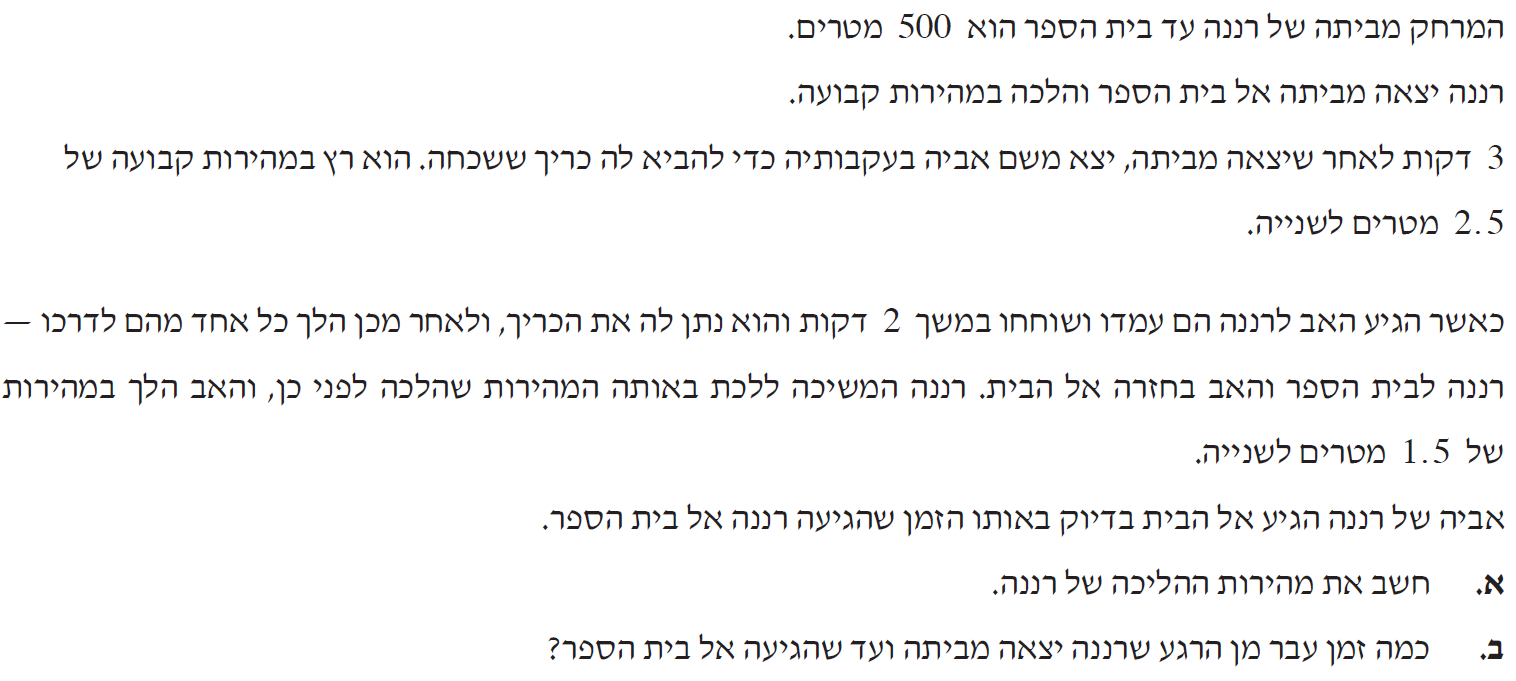 המרחק מביתה של רננה עד בית הספר הוא 500 מטרים.
רננה יצאה מביתה אל בית הספר והלכה במהירות קבועה.
3 דקות לאחר שיצאה מביתה, יצא משם אביה בעקבותיה כדי להביא לה כריך ששכחה. הוא רץ במהירות קבועה של
2.5 מטרים לשנייה.
כאשר הגיע האב לרננה הם עמדו ושוחחו במשך 2 דקות והוא נתן לה את הכריך, ולאחר מכן הלך כל אחד מהם לדרכו –
רננה לבית הספר והאב בחזרה אל הבית. רננה המשיכה ללכת באותה המהירות שהלכה לפני כן, והאב הלך במהירות
של 1.5 מטרים לשנייה.
אביה של רננה הגיע אל הבית בדיוק באותו הזמן שהגיעה רננה אל בית הספר.
א. חשב את מהירות ההליכה של רננה.
ב. כמה זמן עבר מן הרגע שרננה יצאה מביתה ועד שהגיעה אל בית הספר?